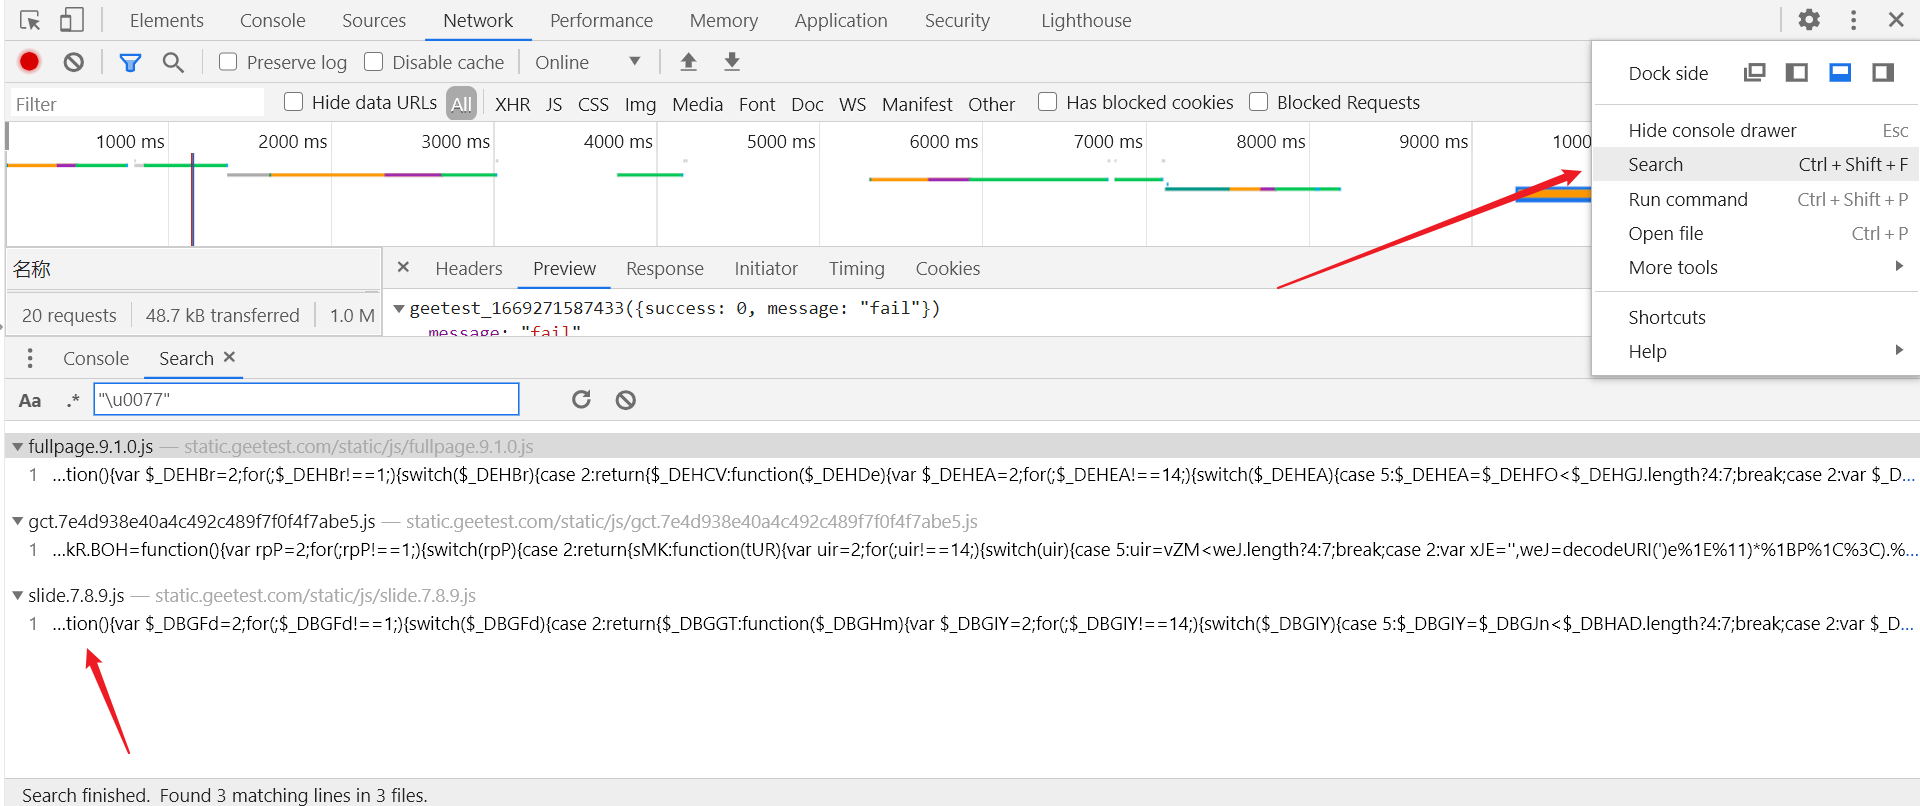 Elements Console Sources Network Performance Memory Application Security Lighthouse
Preserve log Disable cache Online
Filter Hide data URLs All XHR JS CSS Img Media Font Doc WS Manifest Other Has blocked cookies Blocked Requests
1000 ms 2000 ms 3000 ms 4000 ms 5000 ms 6000 ms 7000 ms 8000 ms 9000 ms 1000
Dock side
Hide console drawer Esc
Search Ctrl + Shift + F
Run command Ctrl + Shift + P
Open file Ctrl + P
More tools
Shortcuts
Help
名称 × Headers Preview Response Initiator Timing Cookies
20 requests 48.7 kB transferred 1.0 M
geetest_1669271587433({success: 0, message: "fail"})
message: "fail"
Console Search ×
Aa .* "\u0077"
fullpage.9.1.0.js — static.geetest.com/static/js/fullpage.9.1.0.js
1 ...tion(){var $_DEHBr=2;for(;$_DEHBr!==1;){switch($_DEHBr){case 2:return{$_DEHCV:function($_DEHDe){var $_DEHEA=2;for(;$_DEHEA!==14;){switch($_DEHEA){case 5:$_DEHEA=$_DEHFO<$_DEHGJ.length?4:7;break;case 2:var $_D...
gct.7e4d938e40a4c492c489f7f0f4f7abe5.js — static.geetest.com/static/js/gct.7e4d938e40a4c492c489f7f0f4f7abe5.js
1 ...kR.BOH=function(){var rpP=2;for(;rpP!==1;){switch(rpP){case 2:return{sMK:function(tUR){var uir=2;for(;uir!==14;){switch(uir){case 5:uir=vZM<weJ.length?4:7;break;case 2:var xJE='',weJ=decodeURI(')e%1E%11)*%1BP%1C%3C).%...
slide.7.8.9.js — static.geetest.com/static/js/slide.7.8.9.js
1 ...tion(){var $_DBGFd=2;for(;$_DBGFd!==1;){switch($_DBGFd){case 2:return{$_DBGGT:function($_DBGHm){var $_DBGIY=2;for(;$_DBGIY!==14;){switch($_DBGIY){case 5:$_DBGIY=$_DBGJn<$_DBHAD.length?4:7;break;case 2:var $_D...
Search finished. Found 3 matching lines in 3 files.